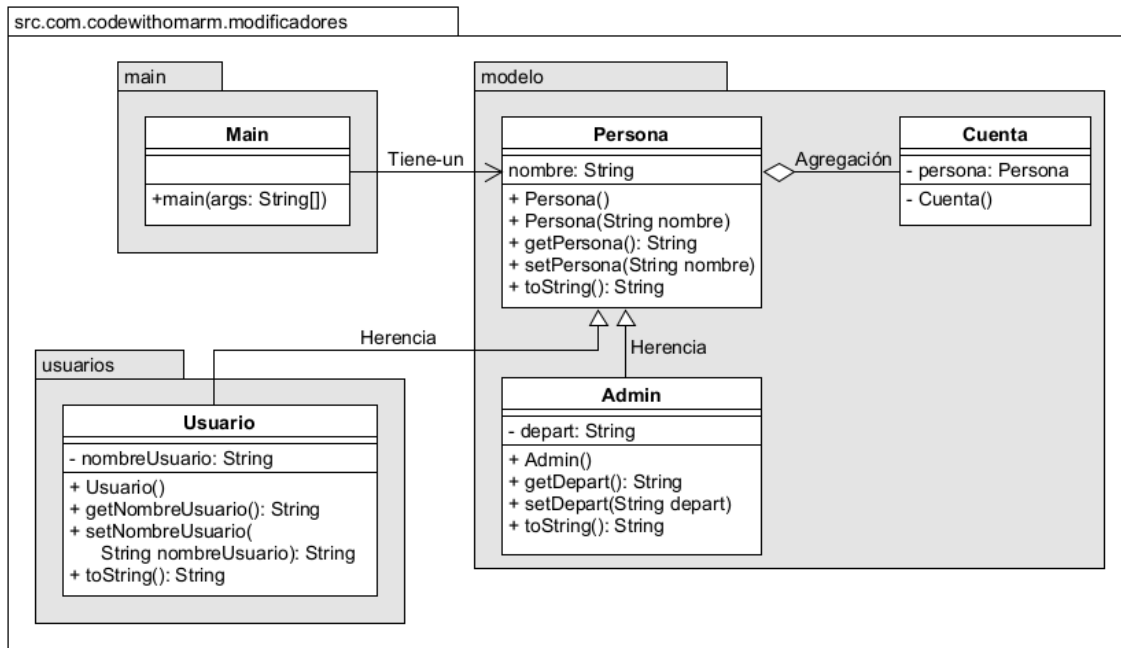 src.com.codewithomarm.modificadores
main
Main
+main(args: String[])
Tiene-un
modelo
Persona
nombre: String
+ Persona()
+ Persona(String nombre)
+ getPersona(): String
+ setPersona(String nombre)
+ toString(): String
Agregación
Cuenta
- persona: Persona
- Cuenta()
Herencia
Herencia
usuarios
Usuario
- nombreUsuario: String
+ Usuario()
+ getNombreUsuario(): String
+ setNombreUsuario(
String nombreUsuario): String
+ toString(): String
Admin
- depart: String
+ Admin()
+ getDepart(): String
+ setDepart(String depart)
+ toString(): String